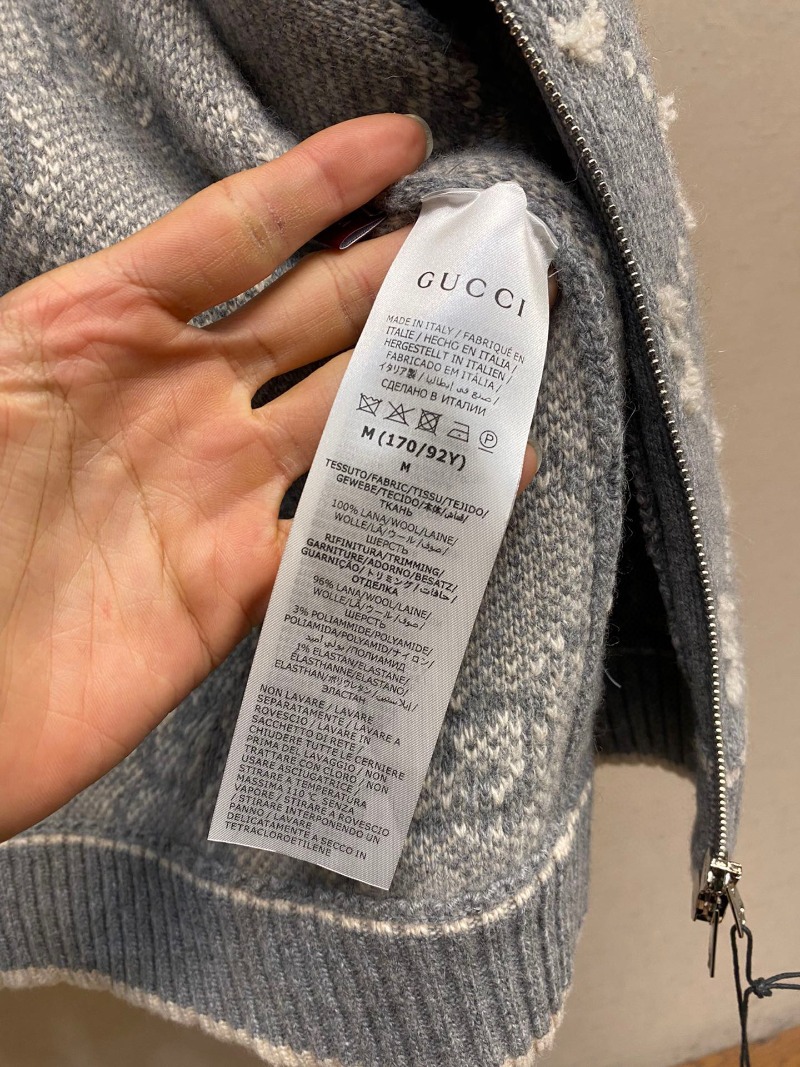 GUCCI
MADE IN ITALY / FABRIQUÉ EN
ITALIE / HECHO EN ITALIA /
HERGESTELLT IN ITALIEN /
FABRICADO EM ITÁLIA /
イタリア製 / صنع في إيطاليا /
СДЕЛАНО В ИТАЛИИ
P
M (170/92Y)
M
TESSUTO/FABRIC/TISSU/TEJIDO/
GEWEBE/TECIDO/本体/قماش/
ТКАНЬ
100% LANA/WOOL/LAINE/
WOLLE/LÃ/ウール/صوف/
ШЕРСТЬ
RIFINITURA/TRIMMING/
GARNITURE/ADORNO/BESATZ/
GUARNIÇÃO/トリミング/حافات/
ОТДЕЛКА
96% LANA/WOOL/LAINE/
WOLLE/LÃ/ウール/صوف/
ШЕРСТЬ
3% POLIAMMIDE/POLYAMIDE/
POLIAMIDA/POLYAMID/ナイロン/
بولي أميد/ПОЛИАМИД
1% ELASTAN/ELASTANE/
ÉLASTHANNE/ELASTANO/
ELASTHAN/ポリウレタン/إيلاستين/
ЭЛАСТАН
NON LAVARE / LAVARE
SEPARATAMENTE / LAVARE A
ROVESCIO / LAVARE IN
SACCHETTO DI RETE /
CHIUDERE TUTTE LE CERNIERE
PRIMA DEL LAVAGGIO / NON
TRATTARE CON CLORO / NON
USARE ASCIUGATRICE /
STIRARE A TEMPERATURA
MASSIMA 110°C SENZA
VAPORE / STIRARE A ROVESCIO
/ STIRARE INTERPONENDO UN
PANNO / LAVARE
DELICATAMENTE A SECCO IN
TETRACLOROETILENE